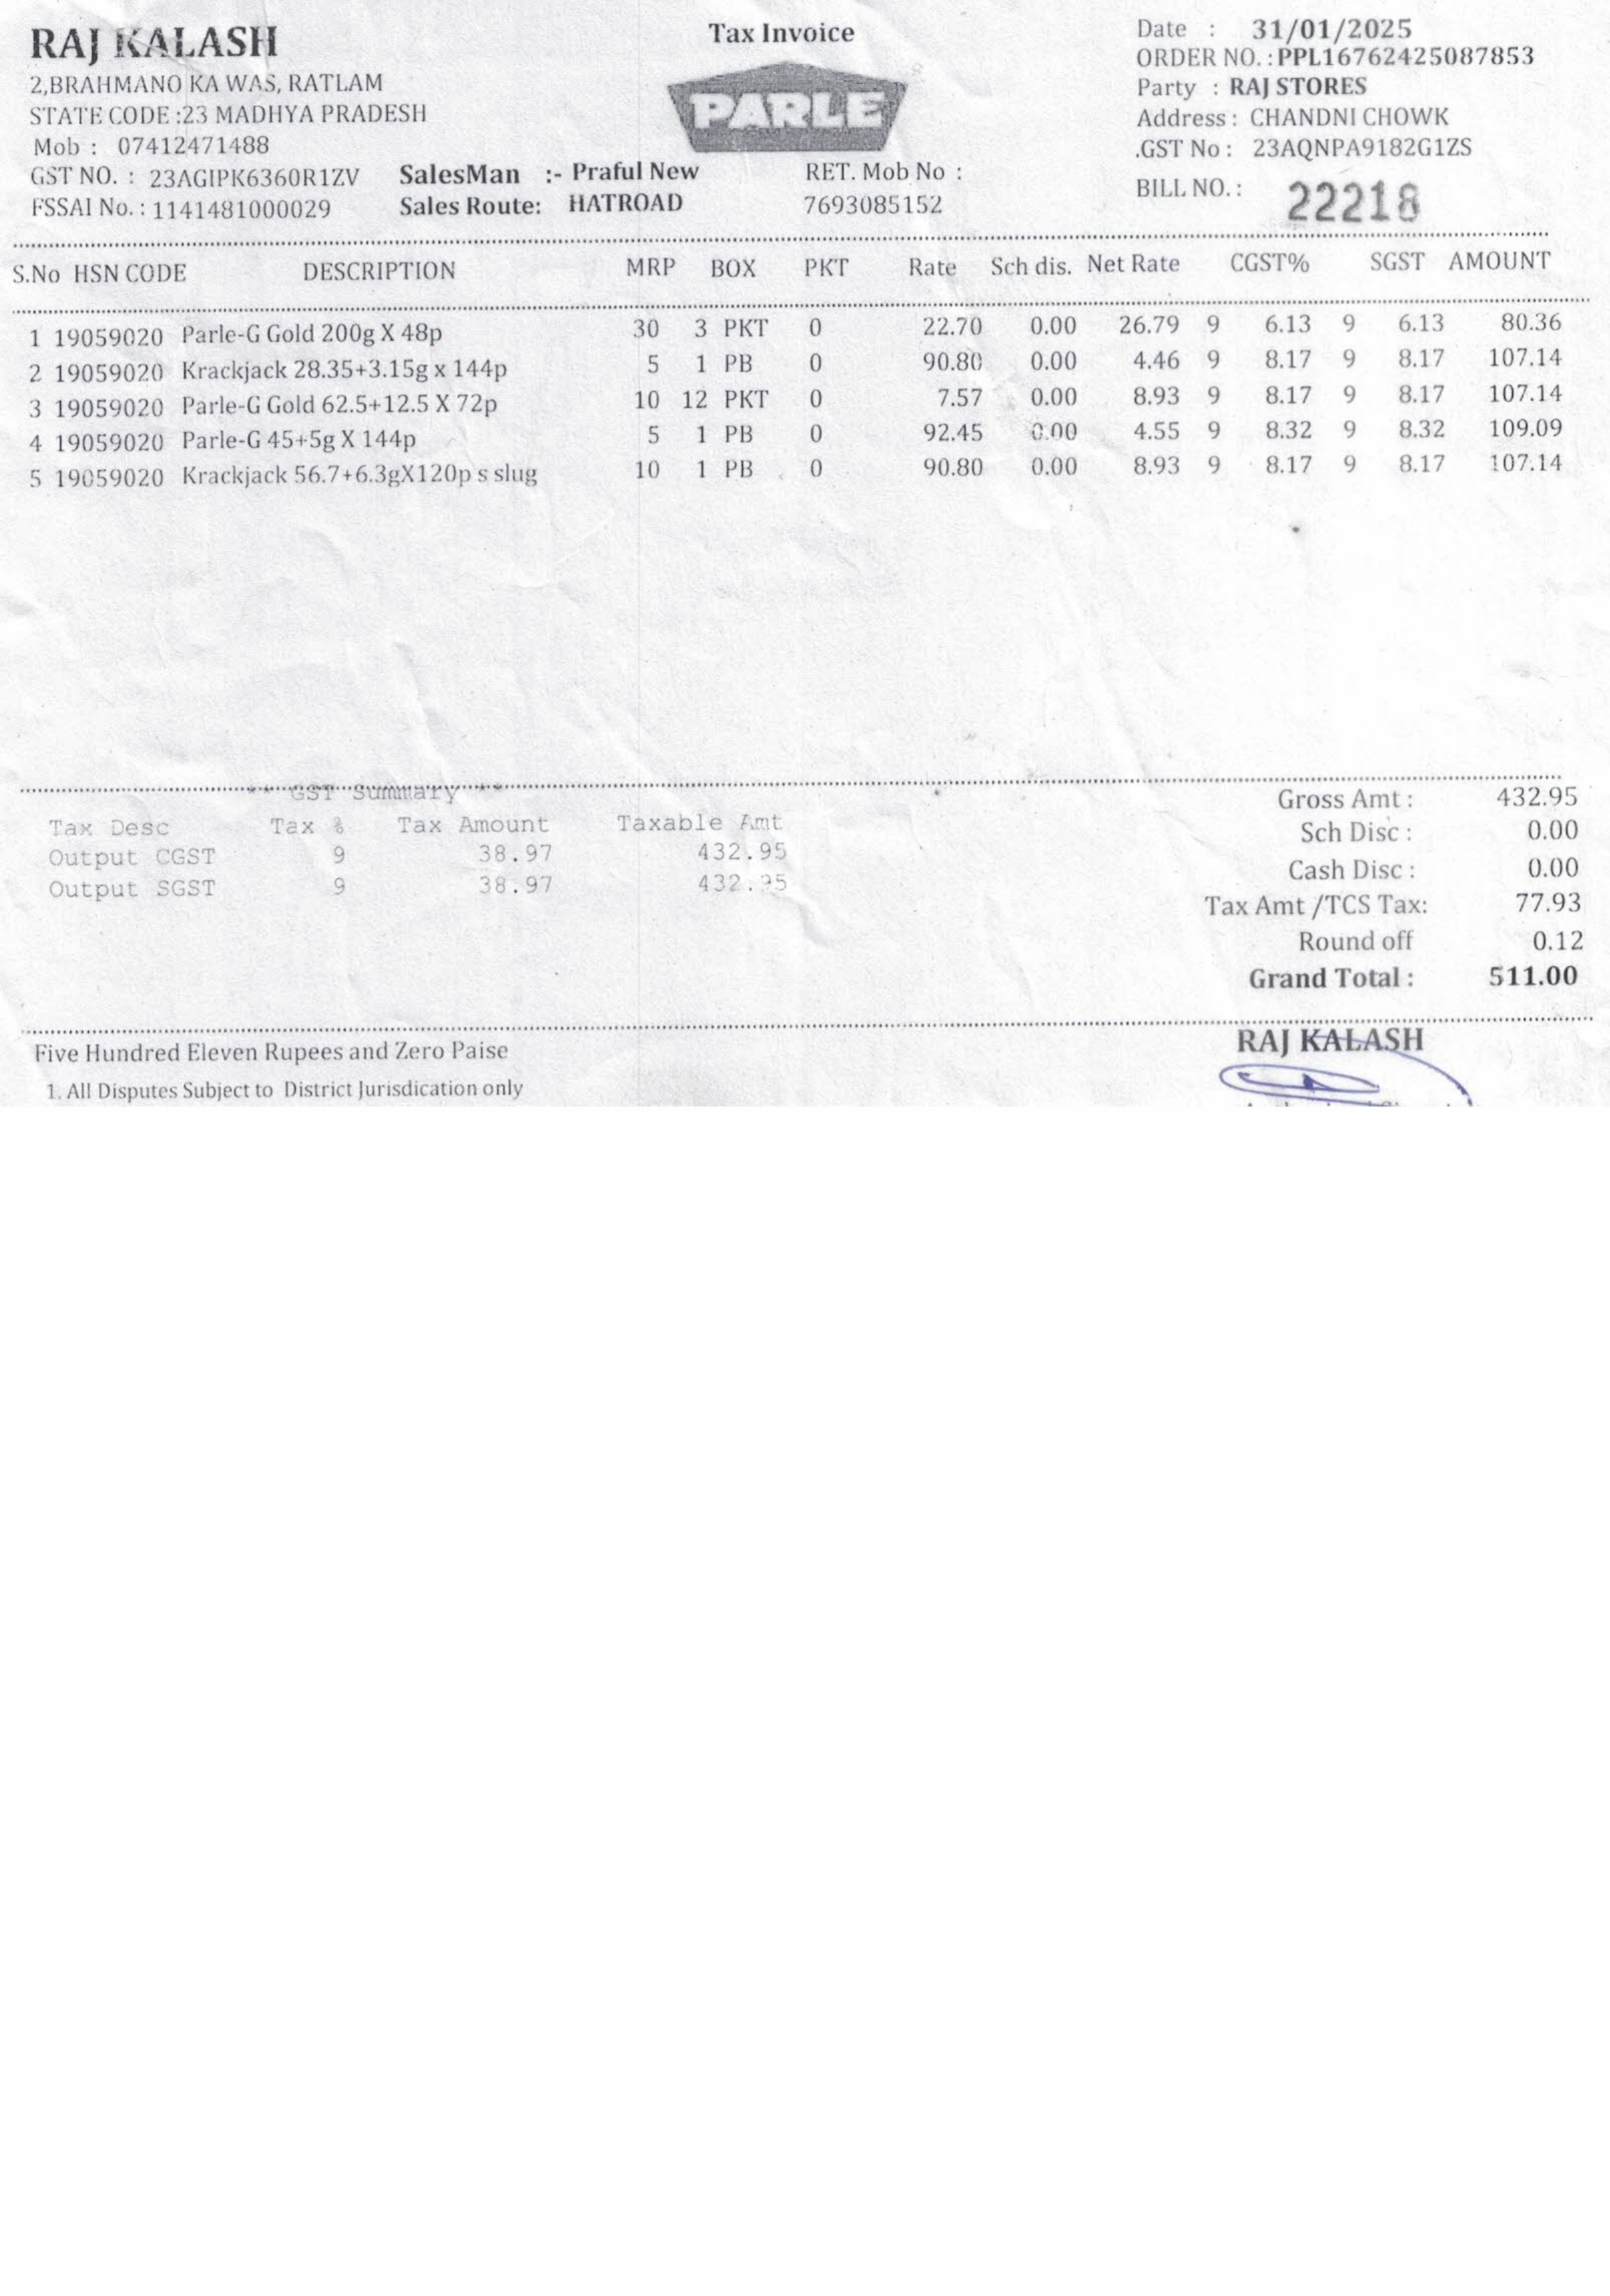 RAJ KALASH
2,BRAHMANO KA WAS, RATLAM
STATE CODE :23 MADHYA PRADESH
Mob : 07412471488
GST NO. : 23AGIPK6360R1ZV
FSSAI No. : 1141481000029
SalesMan :- Praful New
Sales Route: HATROAD
Tax Invoice
PARLE
RET. Mob No :
7693085152
Date : 31/01/2025
ORDER NO. : PPL16762425087853
Party : RAJ STORES
Address : CHANDNI CHOWK
.GST No : 23AQNPA9182G1ZS
BILL NO. : 22218
S.No HSN CODE DESCRIPTION MRP BOX PKT Rate Sch dis. Net Rate CGST% SGST AMOUNT
1 19059020 Parle-G Gold 200g X 48p 30 3 PKT 0 22.70 0.00 26.79 9 6.13 9 6.13 80.36
2 19059020 Krackjack 28.35+3.15g x 144p 5 1 PB 0 90.80 0.00 4.46 9 8.17 9 8.17 107.14
3 19059020 Parle-G Gold 62.5+12.5 X 72p 10 12 PKT 0 7.57 0.00 8.93 9 8.17 9 8.17 107.14
4 19059020 Parle-G 45+5g X 144p 5 1 PB 0 92.45 0.00 4.55 9 8.32 9 8.32 109.09
5 19059020 Krackjack 56.7+6.3gX120p s slug 10 1 PB 0 90.80 0.00 8.93 9 8.17 9 8.17 107.14
** GST Summary **
Tax Desc Tax % Tax Amount Taxable Amt
Output CGST 9 38.97 432.95
Output SGST 9 38.97 432.95
Gross Amt : 432.95
Sch Disc : 0.00
Cash Disc : 0.00
Tax Amt /TCS Tax: 77.93
Round off 0.12
Grand Total : 511.00
Five Hundred Eleven Rupees and Zero Paise
1. All Disputes Subject to District Jurisdication only
RAJ KALASH